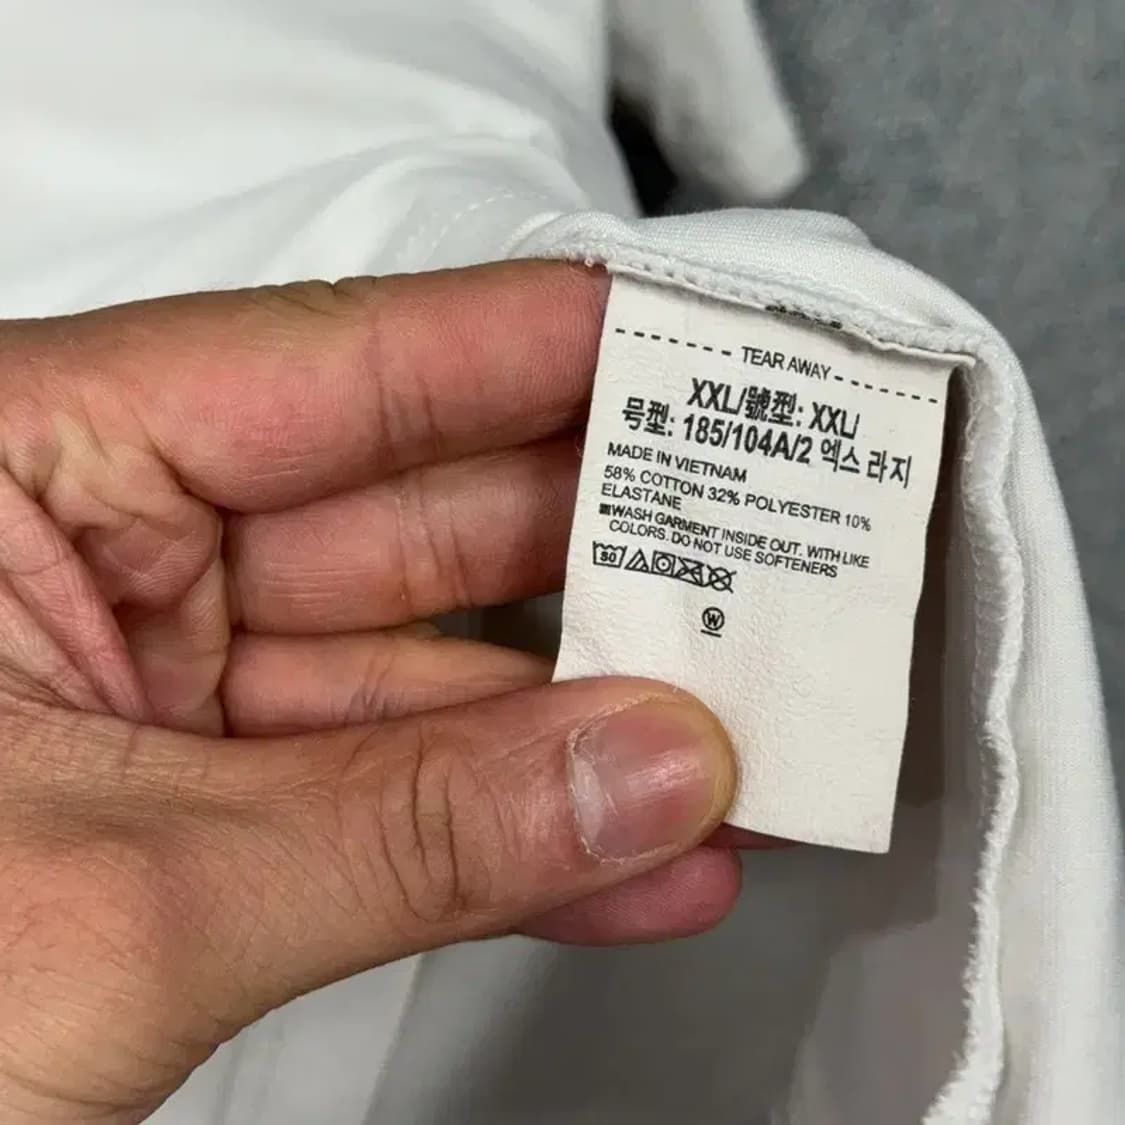 TEAR AWAY
XXL/號型: XXL/
号型: 185/104A/2 엑스 라지
MADE IN VIETNAM
58% COTTON 32% POLYESTER 10%
ELASTANE
WASH GARMENT INSIDE OUT. WITH LIKE
COLORS. DO NOT USE SOFTENERS
W